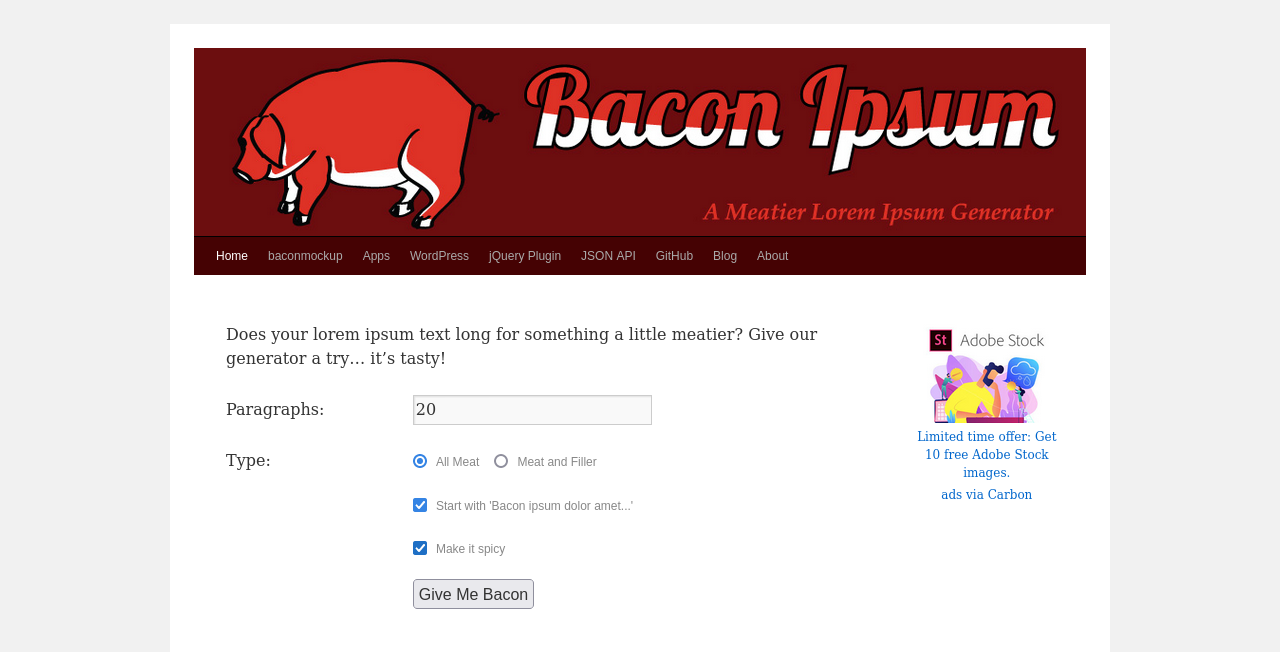 Bacon Ipsum
A Meatier Lorem Ipsum Generator
Home baconmockup Apps WordPress jQuery Plugin JSON API GitHub Blog About
Does your lorem ipsum text long for something a little meatier? Give our
generator a try… it’s tasty!
St Adobe Stock
Limited time offer: Get
10 free Adobe Stock
images.
ads via Carbon
Paragraphs: 20
Type: All Meat Meat and Filler
Start with 'Bacon ipsum dolor amet...'
Make it spicy
Give Me Bacon